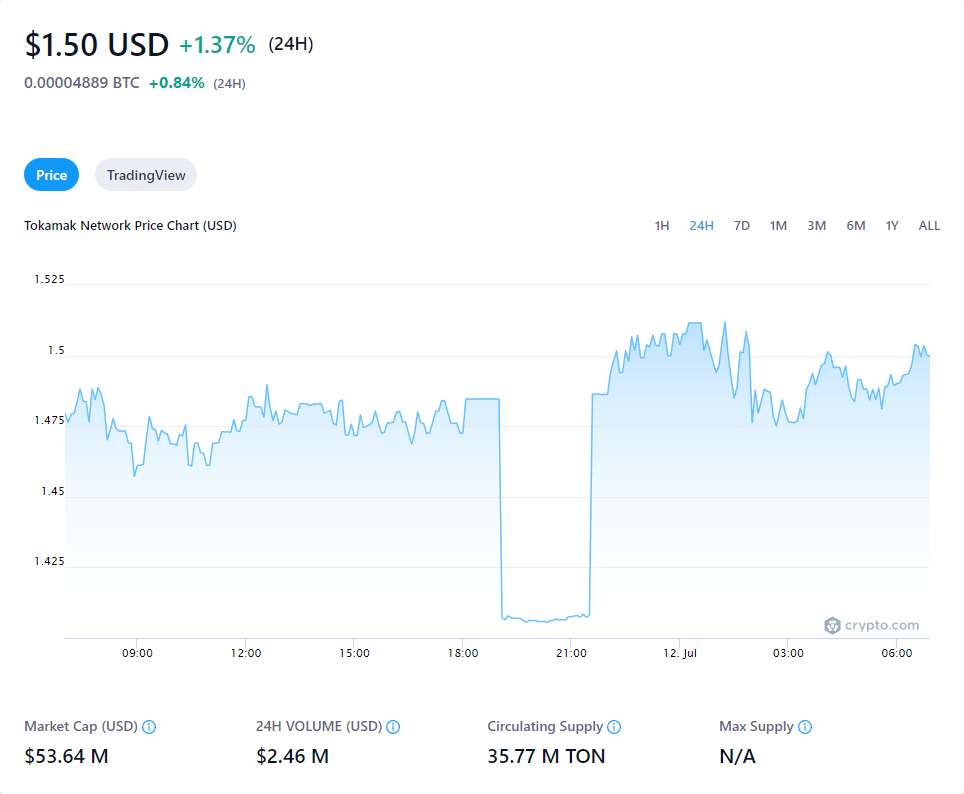 $1.50 USD +1.37% (24H)
0.00004889 BTC +0.84% (24H)
Price TradingView
Tokamak Network Price Chart (USD)
1H 24H 7D 1M 3M 6M 1Y ALL
1.525
1.5
1.475
1.45
1.425
crypto.com
09:00 12:00 15:00 18:00 21:00 12. Jul 03:00 06:00
Market Cap (USD) 24H VOLUME (USD) Circulating Supply Max Supply
$53.64 M $2.46 M 35.77 M TON N/A